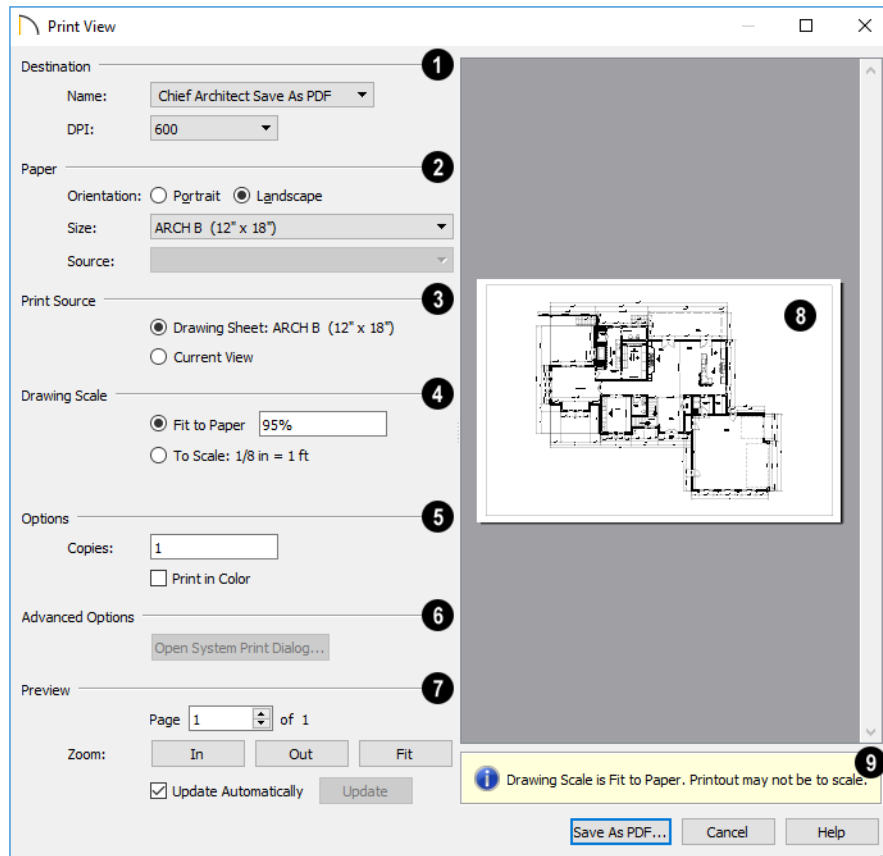 Print View
Destination 1
Name: Chief Architect Save As PDF
DPI: 600
Paper 2
Orientation: Portrait Landscape
Size: ARCH B (12" x 18")
Source:
Print Source 3
Drawing Sheet: ARCH B (12" x 18")
Current View
Drawing Scale 4
Fit to Paper 95%
To Scale: 1/8 in = 1 ft
Options 5
Copies: 1
Print in Color
Advanced Options 6
Open System Print Dialog...
Preview 7
Page 1 of 1
Zoom: In Out Fit
Update Automatically Update
8
9
Drawing Scale is Fit to Paper. Printout may not be to scale.
Save As PDF... Cancel Help